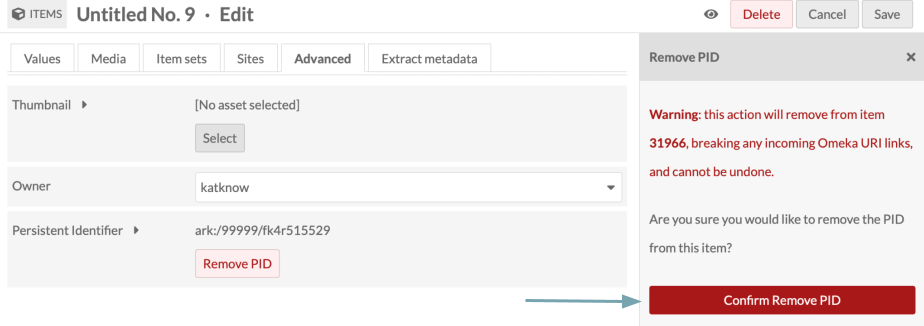 ITEMS Untitled No. 9 · Edit Delete Cancel Save
Values Media Item sets Sites Advanced Extract metadata
Remove PID ×
Thumbnail [No asset selected]
Select
Warning: this action will remove from item
31966, breaking any incoming Omeka URI links,
and cannot be undone.
Owner katknow
Persistent Identifier ark:/99999/fk4r515529
Remove PID
Are you sure you would like to remove the PID
from this item?
Confirm Remove PID